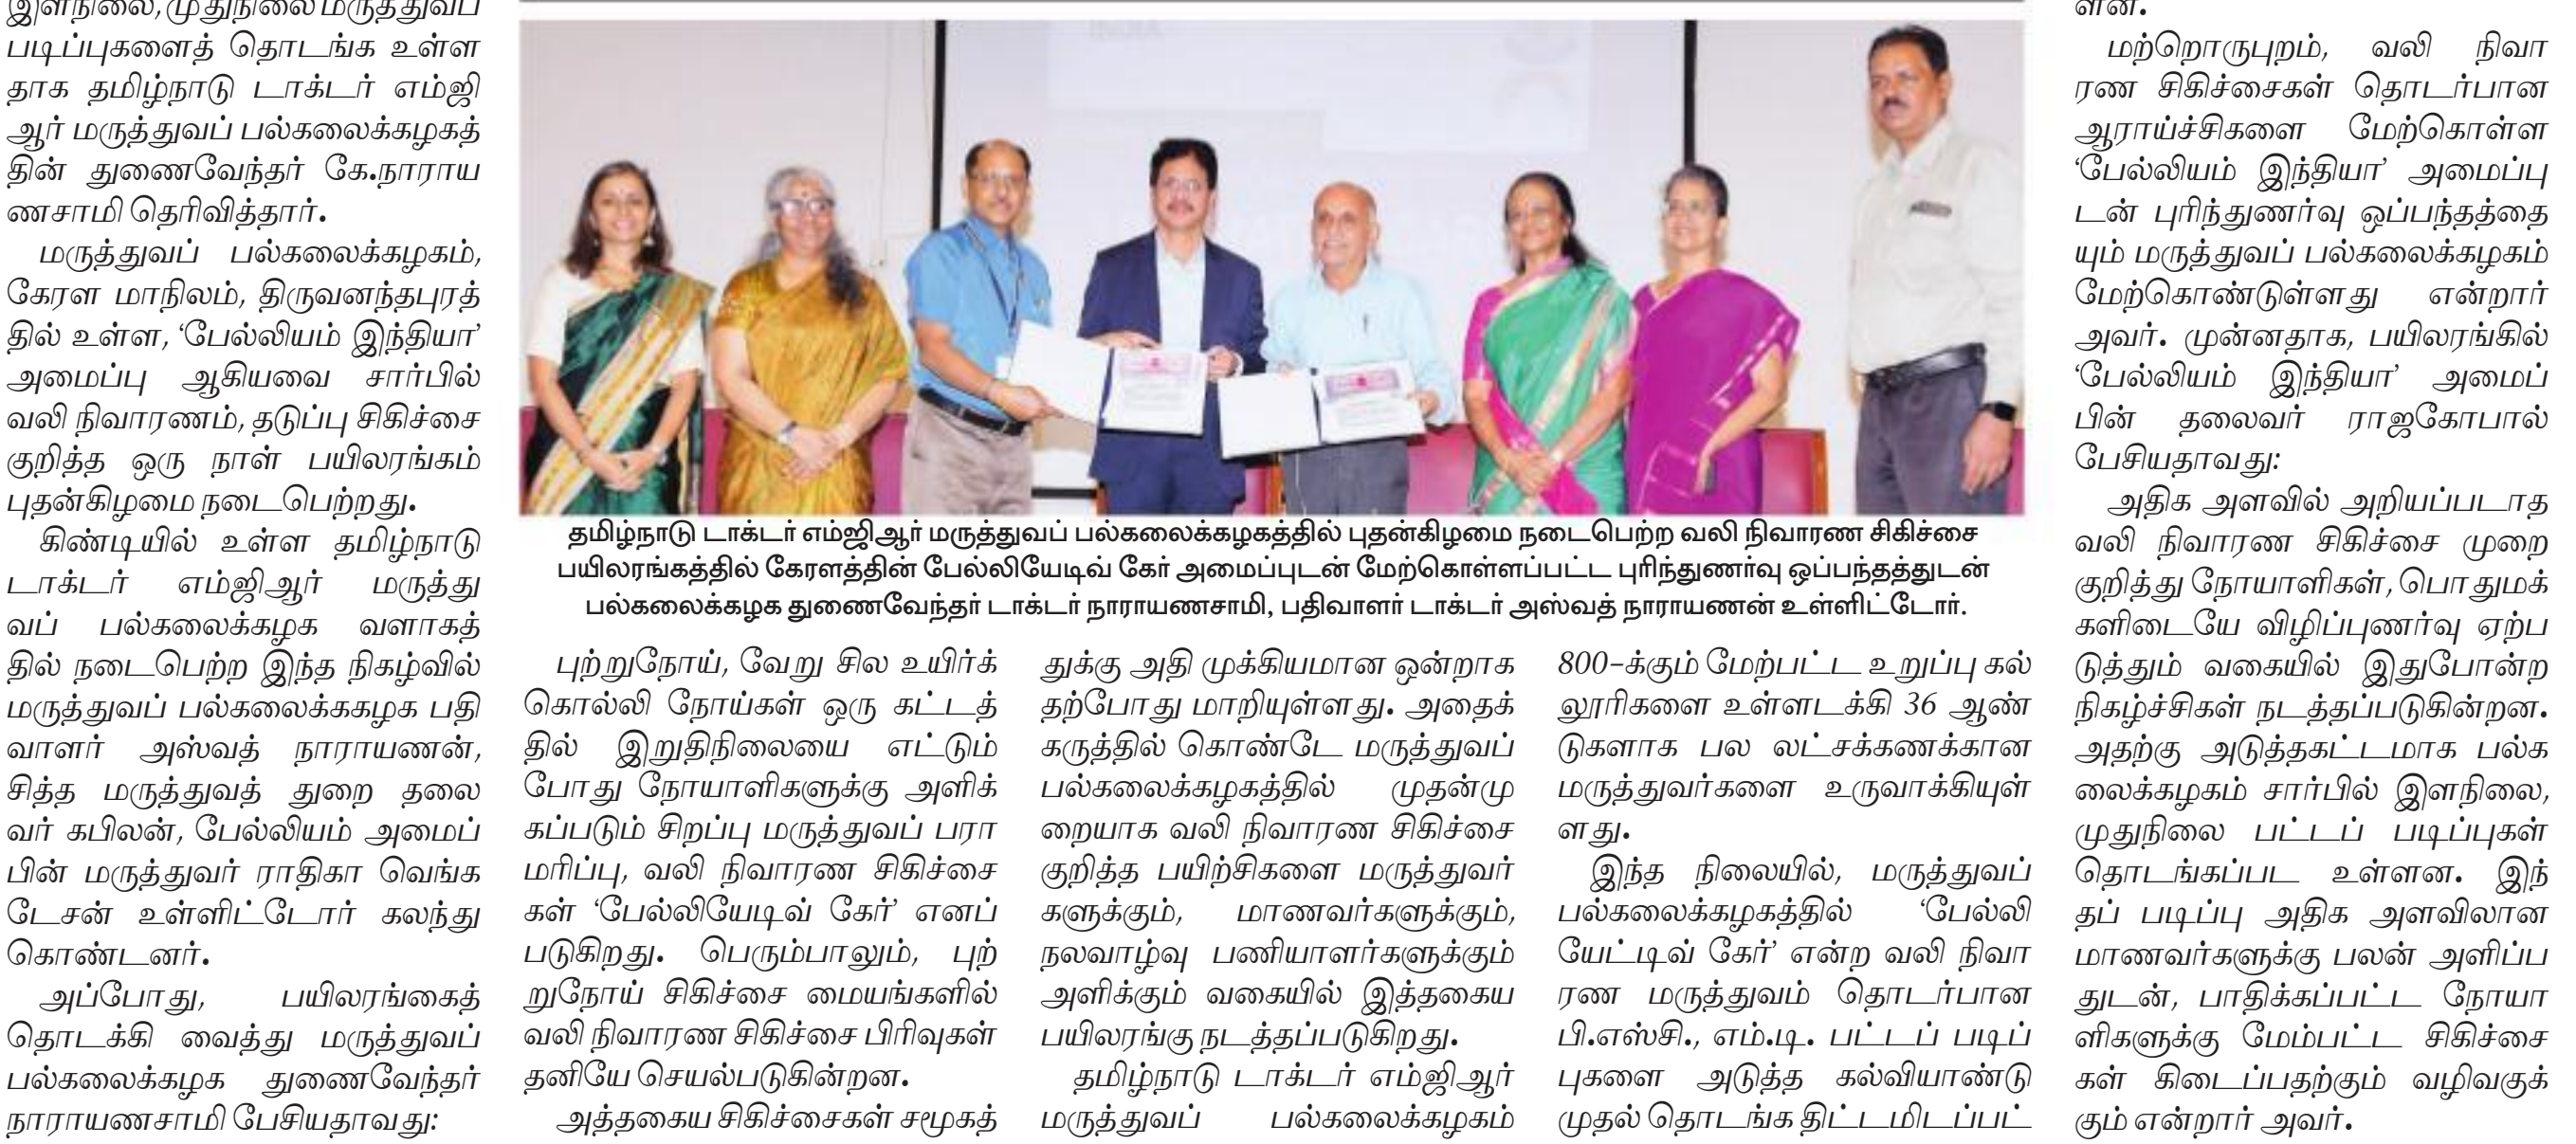 இளநிலை, முதுநிலை மருத்துவப்
படிப்புகளைத் தொடங்க உள்ள
தாக தமிழ்நாடு டாக்டர் எம்ஜி
ஆர் மருத்துவப் பல்கலைக்கழகத்
தின் துணைவேந்தர் கே.நாராய
ணசாமி தெரிவித்தார்.
மருத்துவப் பல்கலைக்கழகம்,
கேரள மாநிலம், திருவனந்தபுரத்
தில் உள்ள, 'பேல்லியம் இந்தியா'
அமைப்பு ஆகியவை சார்பில்
வலி நிவாரணம், தடுப்பு சிகிச்சை
குறித்த ஒரு நாள் பயிலரங்கம்
புதன்கிழமை நடைபெற்றது.
கிண்டியில் உள்ள தமிழ்நாடு
டாக்டர் எம்ஜிஆர் மருத்து
வப் பல்கலைக்கழக வளாகத்
தில் நடைபெற்ற இந்த நிகழ்வில்
மருத்துவப் பல்கலைக்ககழக பதி
வாளர் அஸ்வத் நாராயணன்,
சித்த மருத்துவத் துறை தலை
வர் கபிலன், பேல்லியம் அமைப்
பின் மருத்துவர் ராதிகா வெங்க
டேசன் உள்ளிட்டோர் கலந்து
கொண்டனர்.
அப்போது, பயிலரங்கைத்
தொடக்கி வைத்து மருத்துவப்
பல்கலைக்கழக துணைவேந்தர்
நாராயணசாமி பேசியதாவது:
INDIA
தமிழ்நாடு டாக்டர் எம்ஜிஆர் மருத்துவப் பல்கலைக்கழகத்தில் புதன்கிழமை நடைபெற்ற வலி நிவாரண சிகிச்சை
பயிலரங்கத்தில் கேரளத்தின் பேல்லியேடிவ் கேர் அமைப்புடன் மேற்கொள்ளப்பட்ட புரிந்துணர்வு ஒப்பந்தத்துடன்
பல்கலைக்கழக துணைவேந்தர் டாக்டர் நாராயணசாமி, பதிவாளர் டாக்டர் அஸ்வத் நாராயணன் உள்ளிட்டோர்.
புற்றுநோய், வேறு சில உயிர்க்
கொல்லி நோய்கள் ஒரு கட்டத்
தில் இறுதிநிலையை எட்டும்
போது நோயாளிகளுக்கு அளிக்
கப்படும் சிறப்பு மருத்துவப் பரா
மரிப்பு, வலி நிவாரண சிகிச்சை
கள் 'பேல்லியேடிவ் கேர்' எனப்
படுகிறது. பெரும்பாலும், புற்
றுநோய் சிகிச்சை மையங்களில்
வலி நிவாரண சிகிச்சை பிரிவுகள்
தனியே செயல்படுகின்றன.
அத்தகைய சிகிச்சைகள் சமூகத்
துக்கு அதி முக்கியமான ஒன்றாக
தற்போது மாறியுள்ளது. அதைக்
கருத்தில் கொண்டே மருத்துவப்
பல்கலைக்கழகத்தில் முதன்மு
றையாக வலி நிவாரண சிகிச்சை
குறித்த பயிற்சிகளை மருத்துவர்
களுக்கும், மாணவர்களுக்கும்,
நலவாழ்வு பணியாளர்களுக்கும்
அளிக்கும் வகையில் இத்தகைய
பயிலரங்கு நடத்தப்படுகிறது.
தமிழ்நாடு டாக்டர் எம்ஜிஆர்
மருத்துவப் பல்கலைக்கழகம்
800-க்கும் மேற்பட்ட உறுப்பு கல்
லூரிகளை உள்ளடக்கி 36 ஆண்
டுகளாக பல லட்சக்கணக்கான
மருத்துவர்களை உருவாக்கியுள்
ளது.
இந்த நிலையில், மருத்துவப்
பல்கலைக்கழகத்தில் 'பேல்லி
யேட்டிவ் கேர்' என்ற வலி நிவா
ரண மருத்துவம் தொடர்பான
பி.எஸ்சி., எம்.டி. பட்டப் படிப்
புகளை அடுத்த கல்வியாண்டு
முதல் தொடங்க திட்டமிடப்பட்
ளன.
மற்றொருபுறம், வலி நிவா
ரண சிகிச்சைகள் தொடர்பான
ஆராய்ச்சிகளை மேற்கொள்ள
'பேல்லியம் இந்தியா' அமைப்பு
டன் புரிந்துணர்வு ஒப்பந்தத்தை
யும் மருத்துவப் பல்கலைக்கழகம்
மேற்கொண்டுள்ளது என்றார்
அவர். முன்னதாக, பயிலரங்கில்
'பேல்லியம் இந்தியா' அமைப்
பின் தலைவர் ராஜகோபால்
பேசியதாவது:
அதிக அளவில் அறியப்படாத
வலி நிவாரண சிகிச்சை முறை
குறித்து நோயாளிகள், பொதுமக்
களிடையே விழிப்புணர்வு ஏற்ப
டுத்தும் வகையில் இதுபோன்ற
நிகழ்ச்சிகள் நடத்தப்படுகின்றன.
அதற்கு அடுத்தகட்டமாக பல்க
லைக்கழகம் சார்பில் இளநிலை,
முதுநிலை பட்டப் படிப்புகள்
தொடங்கப்பட உள்ளன. இந்
தப் படிப்பு அதிக அளவிலான
மாணவர்களுக்கு பலன் அளிப்ப
துடன், பாதிக்கப்பட்ட நோயா
ளிகளுக்கு மேம்பட்ட சிகிச்சை
கள் கிடைப்பதற்கும் வழிவகுக்
கும் என்றார் அவர்.